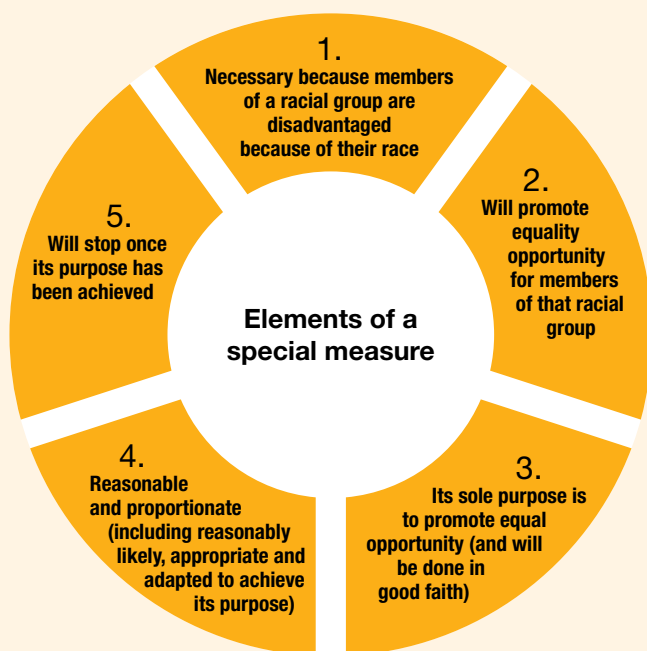 1.
Necessary because members
of a racial group are
disadvantaged
because of their race
2.
Will promote
equality
opportunity
for members
of that racial
group
3.
Its sole purpose is
to promote equal
opportunity (and will
be done in
good faith)
4.
Reasonable
and proportionate
(including reasonably
likely, appropriate and
adapted to achieve
its purpose)
5.
Will stop once
its purpose has
been achieved
Elements of a
special measure